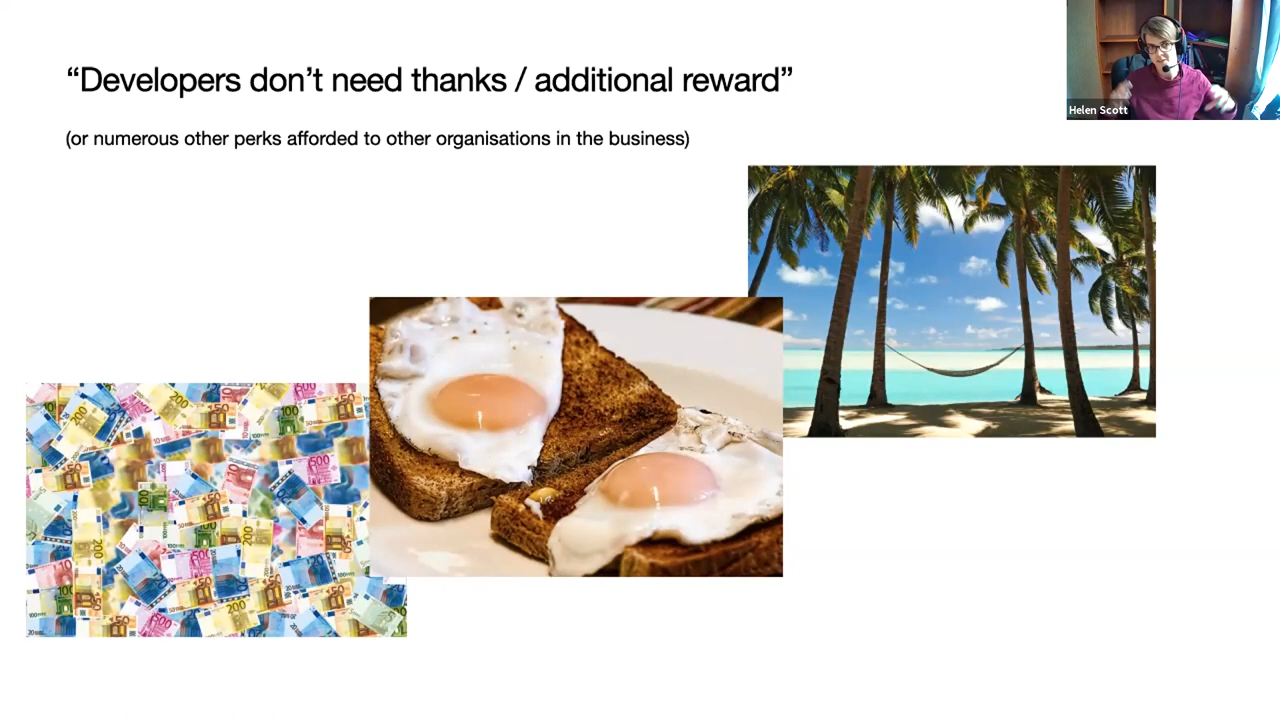 “Developers don’t need thanks / additional reward”
(or numerous other perks afforded to other organisations in the business)
Helen Scott